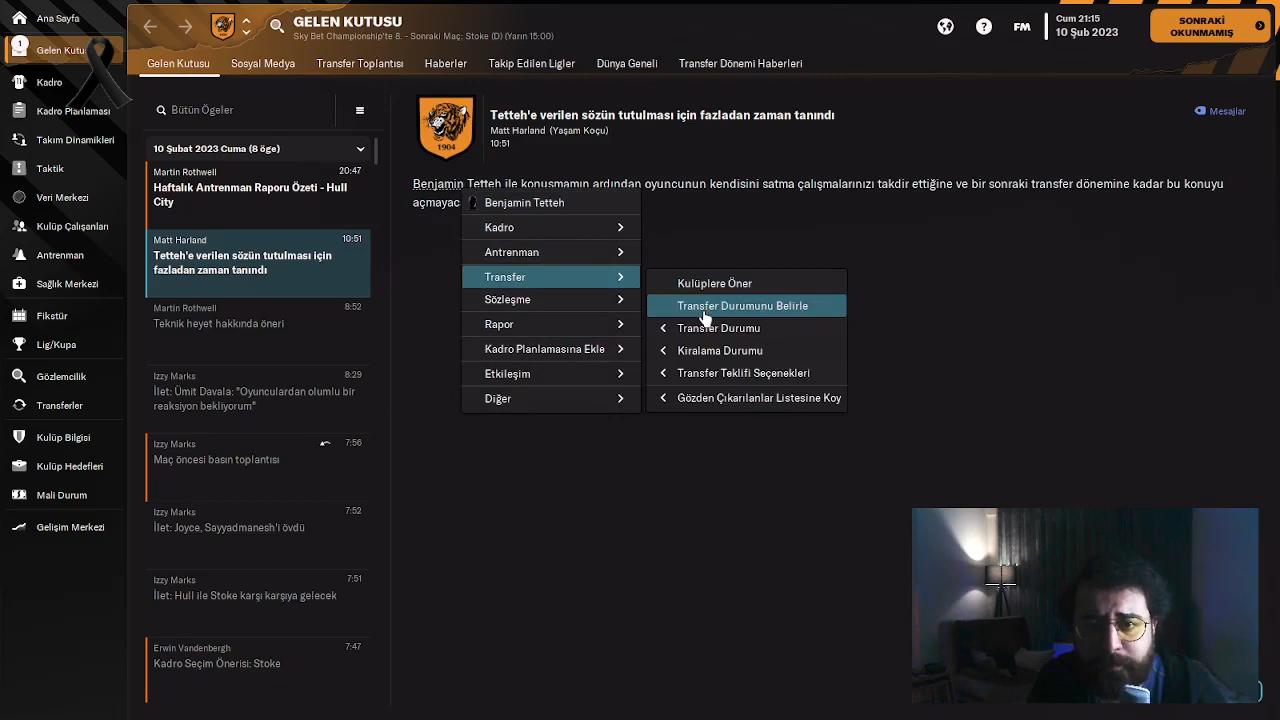 Ana Sayfa
1
Gelen Kutusu
Kadro
Kadro Planlaması
Takım Dinamikleri
Taktik
Veri Merkezi
Kulüp Çalışanları
Antrenman
Sağlık Merkezi
Fikstür
Lig/Kupa
Gözlemcilik
Transferler
Kulüp Bilgisi
Kulüp Hedefleri
Mali Durum
Gelişim Merkezi
GELEN KUTUSU
Sky Bet Championship'te 8. - Sonraki Maç: Stoke (D) (Yarın 15:00)
FM
Cum 21:15
10 Şub 2023
SONRAKİ
OKUNMAMIŞ
Gelen Kutusu Sosyal Medya Transfer Toplantısı Haberler Takip Edilen Ligler Dünya Geneli Transfer Dönemi Haberleri
Bütün Ögeler
10 Şubat 2023 Cuma (8 öge)
Martin Rothwell 20:47
Haftalık Antrenman Raporu Özeti - Hull
City
Matt Harland 10:51
Tetteh'e verilen sözün tutulması için
fazladan zaman tanındı
Martin Rothwell 8:52
Teknik heyet hakkında öneri
Izzy Marks 8:29
İlet: Ümit Davala: "Oyunculardan olumlu bir
reaksiyon bekliyorum"
Izzy Marks 7:56
Maç öncesi basın toplantısı
Izzy Marks 7:52
İlet: Joyce, Sayyadmanesh'i övdü
Izzy Marks 7:51
İlet: Hull ile Stoke karşı karşıya gelecek
Erwin Vandenbergh 7:47
Kadro Seçim Önerisi: Stoke
1904
Tetteh'e verilen sözün tutulması için fazladan zaman tanındı
Matt Harland (Yaşam Koçu)
10:51
Mesajlar
Benjamin Tetteh ile konuşmamın ardından oyuncunun kendisini satma çalışmalarınızı takdir ettiğine ve bir sonraki transfer dönemine kadar bu konuyu
açmayac
Benjamin Tetteh
Kadro
Antrenman
Transfer
Sözleşme
Rapor
Kadro Planlamasına Ekle
Etkileşim
Diğer
Kulüplere Öner
Transfer Durumunu Belirle
Transfer Durumu
Kiralama Durumu
Transfer Teklifi Seçenekleri
Gözden Çıkarılanlar Listesine Koy